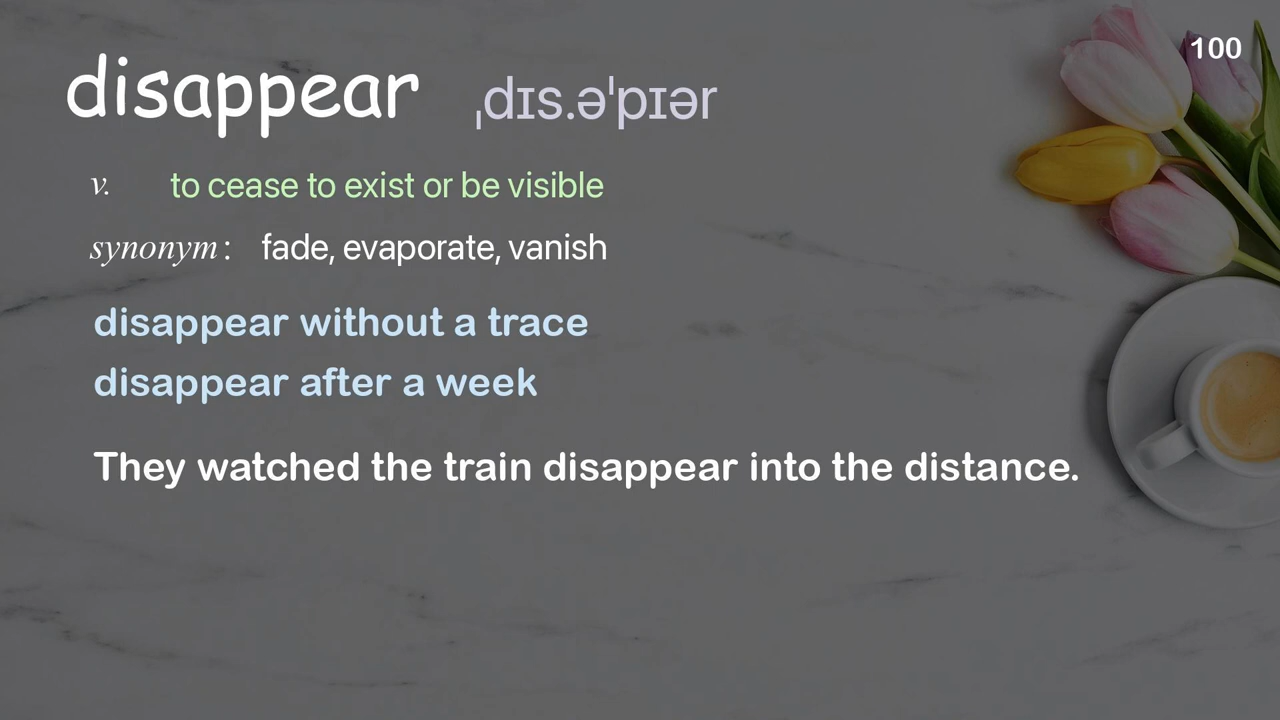 100
disappear ˌdɪs.əˈpɪər
v. to cease to exist or be visible
synonym: fade, evaporate, vanish
disappear without a trace
disappear after a week
They watched the train disappear into the distance.